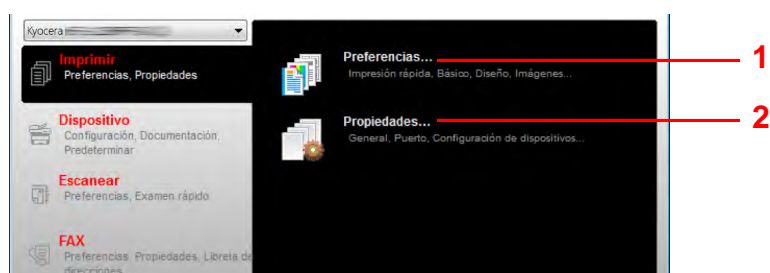 Kyocera
Imprimir
Preferencias, Propiedades
Dispositivo
Configuración, Documentación,
Predeterminar
Escanear
Preferencias, Examen rápido
FAX
Preferencias, Propiedades, Libreta de
direcciones
Preferencias...
Impresión rápida, Básico, Diseño, Imágenes...
1
Propiedades...
General, Puerto, Configuración de dispositivos...
2